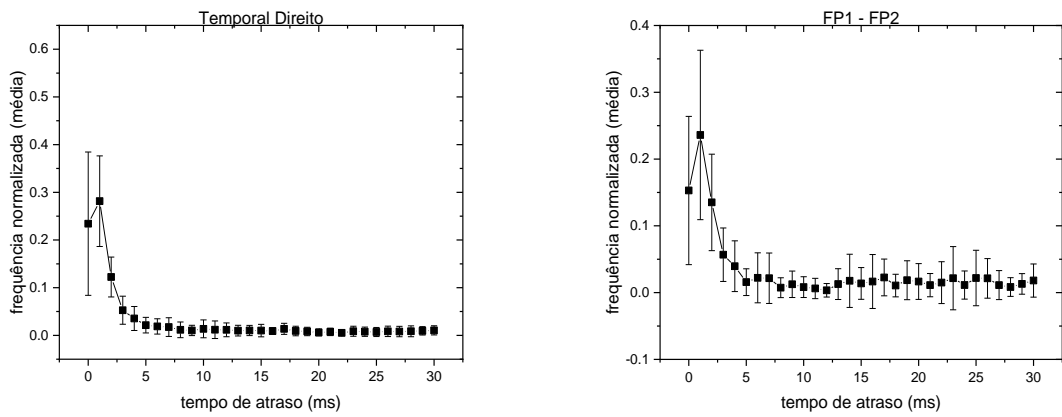 Temporal Direito
0.6
0.5
0.4
0.3
0.2
0.1
0.0
frequência normalizada (média)
0 5 10 15 20 25 30
tempo de atraso (ms)
FP1 - FP2
0.4
0.3
0.2
0.1
0.0
-0.1
frequência normalizada (média)
0 5 10 15 20 25 30
tempo de atraso (ms)